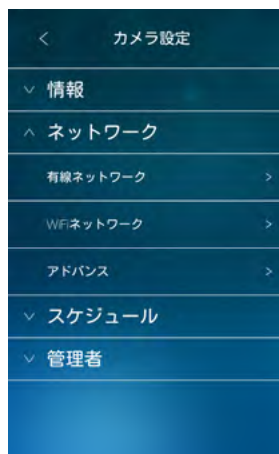 カメラ設定
情報
ネットワーク
有線ネットワーク
WiFiネットワーク
アドバンス
スケジュール
管理者